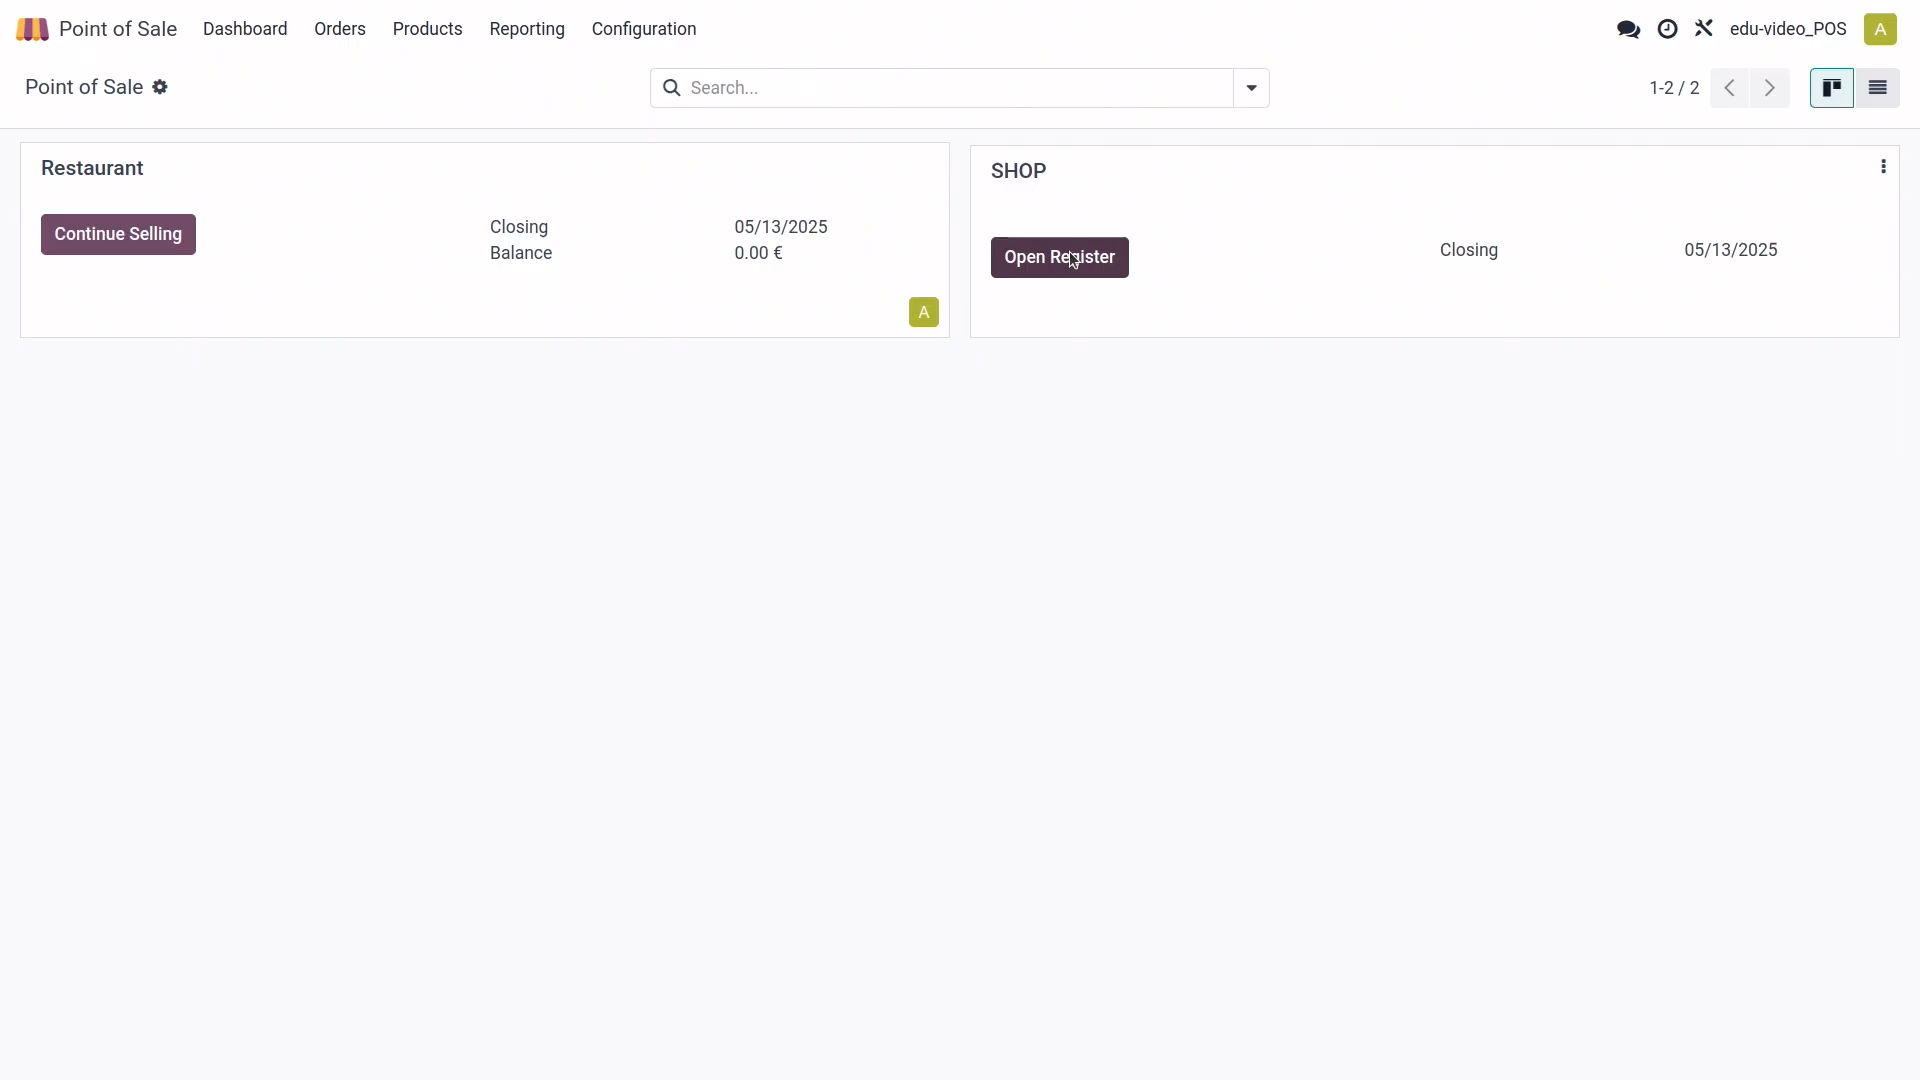 Point of Sale Dashboard Orders Products Reporting Configuration edu-video_POS A
Point of Sale Search... 1-2 / 2
Restaurant
Continue Selling
Closing 05/13/2025
Balance 0.00 €
A
SHOP
Open Register
Closing 05/13/2025